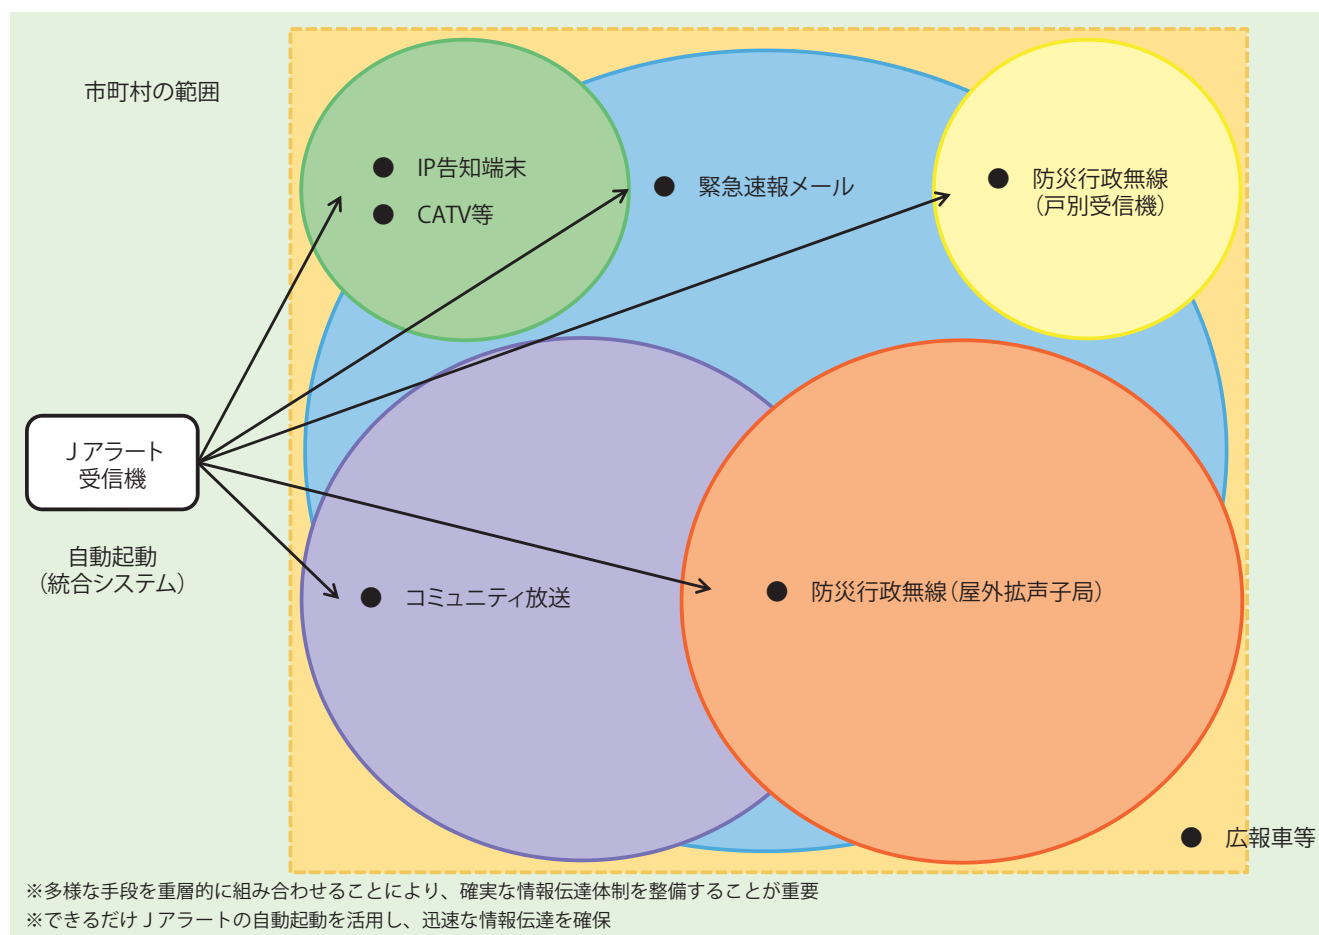 市町村の範囲
● IP告知端末
● CATV等
● 緊急速報メール
● 防災行政無線
（戸別受信機）
Ｊアラート
受信機
自動起動
（統合システム）
● コミュニティ放送
● 防災行政無線（屋外拡声子局）
● 広報車等
※多様な手段を重層的に組み合わせることにより、確実な情報伝達体制を整備することが重要
※できるだけＪアラートの自動起動を活用し、迅速な情報伝達を確保